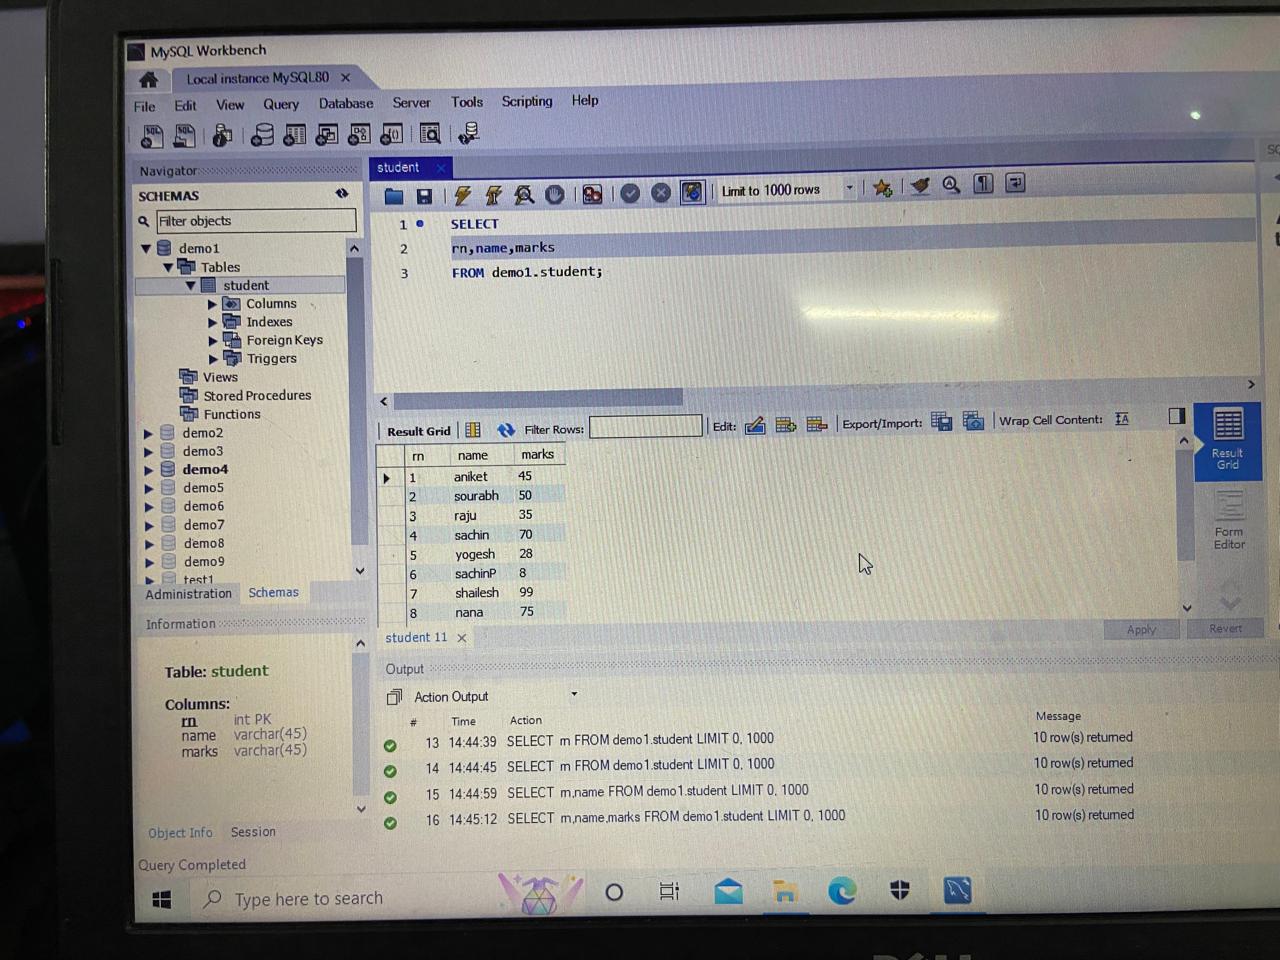 MySQL Workbench
Local instance MySQL80
File Edit View Query Database Server Tools Scripting Help
Navigator
SCHEMAS
Filter objects
demo1
Tables
student
Columns
Indexes
Foreign Keys
Triggers
Views
Stored Procedures
Functions
demo2
demo3
demo4
demo5
demo6
demo7
demo8
demo9
test1
Administration Schemas
Information
Table: student
Columns:
rn int PK
name varchar(45)
marks varchar(45)
Object Info Session
Query Completed
student
Limit to 1000 rows
1 SELECT
2 rn,name,marks
3 FROM demo1.student;
Result Grid Filter Rows: Edit: Export/Import: Wrap Cell Content:
rn name marks
1 aniket 45
2 sourabh 50
3 raju 35
4 sachin 70
5 yogesh 28
6 sachinP 8
7 shailesh 99
8 nana 75
Result Grid
Form Editor
student 11
Apply Revert
Output
Action Output
# Time Action Message
13 14:44:39 SELECT rn FROM demo1.student LIMIT 0, 1000 10 row(s) returned
14 14:44:45 SELECT rn FROM demo1.student LIMIT 0, 1000 10 row(s) returned
15 14:44:59 SELECT rn,name FROM demo1.student LIMIT 0, 1000 10 row(s) returned
16 14:45:12 SELECT rn,name,marks FROM demo1.student LIMIT 0, 1000 10 row(s) returned
Type here to search